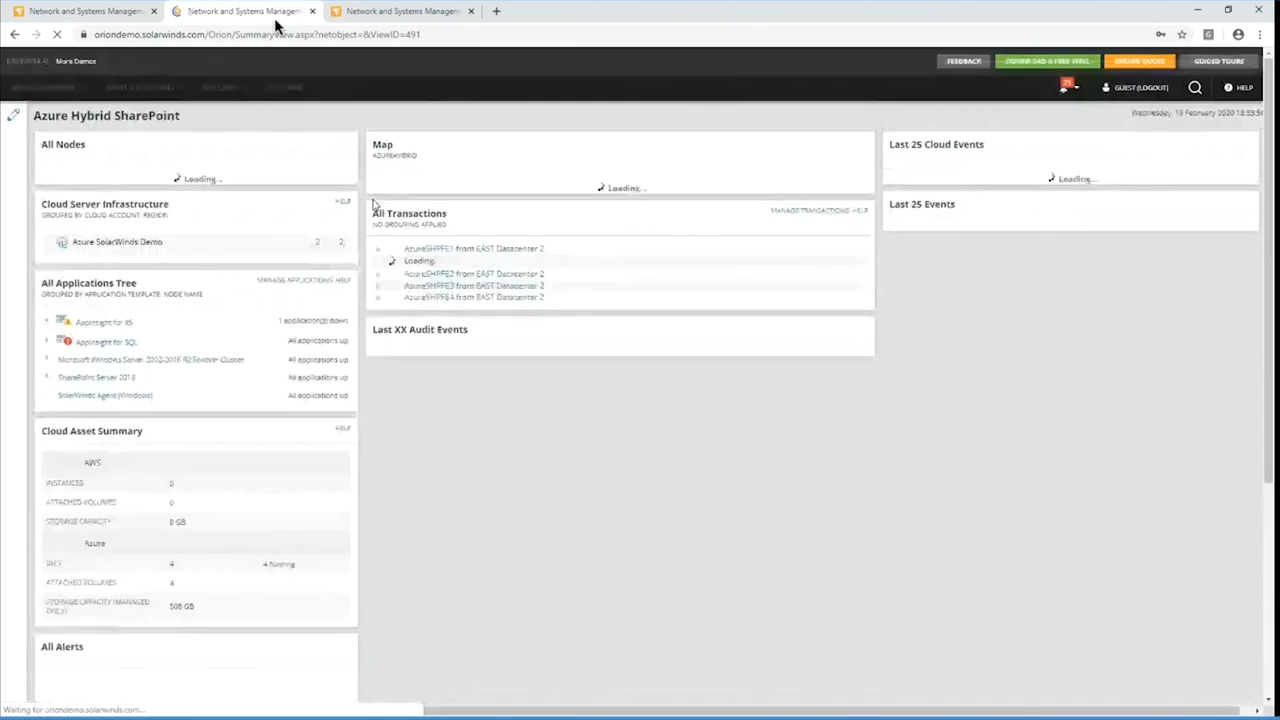 Network and Systems Managem
Network and Systems Managem
Network and Systems Managem
oriondemo.solarwinds.com/Orion/SummaryView.aspx?netobject=&ViewID=491
More Demos
FEEDBACK
DOWNLOAD A FREE TRIAL
ONLINE QUOTE
GUIDED TOURS
25
GUEST (LOGOUT)
HELP
Azure Hybrid SharePoint
Wednesday, 19 February 2020
All Nodes
Loading...
Cloud Server Infrastructure
HELP
GROUPED BY CLOUD ACCOUNT, REGION
Azure SolarWinds Demo
2
2
All Applications Tree
MANAGE APPLICATIONS HELP
GROUPED BY APPLICATION TEMPLATE, NODE NAME
AppInsight for IIS
1 application(s) down
AppInsight for SQL
All applications up
Microsoft Windows Server 2012-2016 R2 Failover Cluster
All applications up
SharePoint Server 2016
All applications up
SolarWinds Agent (Windows)
All applications up
Cloud Asset Summary
HELP
AWS
INSTANCES
0
ATTACHED VOLUMES
0
STORAGE CAPACITY
0 GB
Azure
4
4 Running
ATTACHED VOLUMES
4
STORAGE CAPACITY (MANAGED
ONLY)
508 GB
All Alerts
Map
AZUREHYBRID
Loading...
All Transactions
MANAGE TRANSACTIONS HELP
NO GROUPING APPLIED
AzureSHPFE1 from EAST Datacenter 2
Loading.
AzureSHPFE2 from EAST Datacenter 2
AzureSHPFE3 from EAST Datacenter 2
AzureSHPFE4 from EAST Datacenter 2
Last XX Audit Events
Last 25 Cloud Events
Loading...
Last 25 Events
Waiting for oriondemo.solarwinds.com...